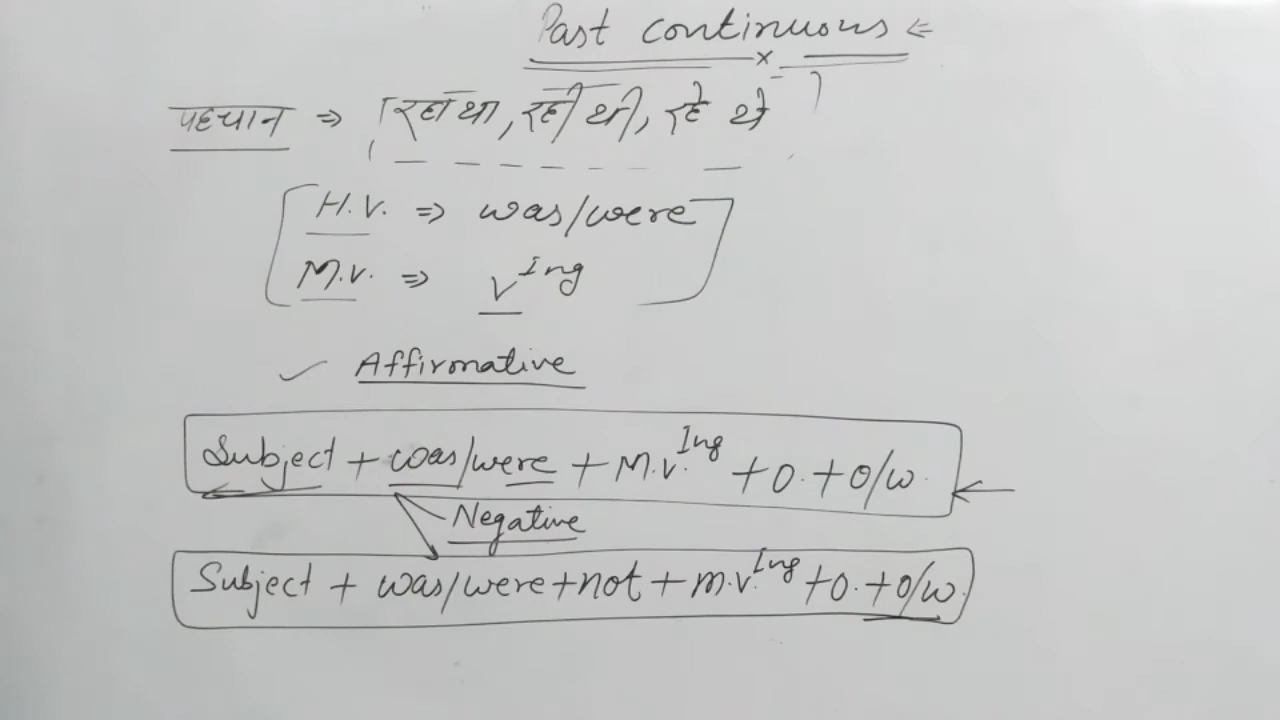 Past continuous ⇐
पहचान ⇒ रहा था, रही थी, रहे थे
H.V. ⇒ was/were
M.V. ⇒ V Ing
✓ Affirmative
Subject + was/were + M.V. Ing + O. + O/W.
Negative
Subject + was/were + not + M.V. Ing + O. + O/W.